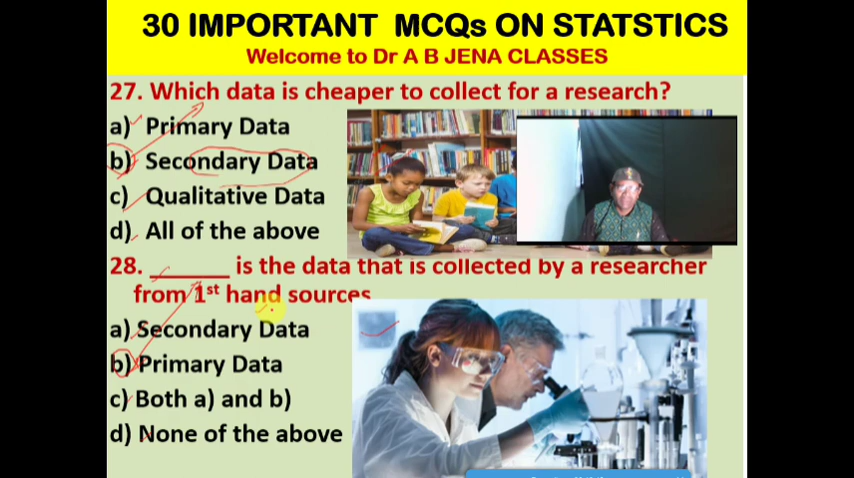 30 IMPORTANT MCQs ON STATSTICS
Welcome to Dr A B JENA CLASSES
27. Which data is cheaper to collect for a research?
a) Primary Data
b) Secondary Data
c) Qualitative Data
d). All of the above
28. ______ is the data that is collected by a researcher
from 1st hand sources
a) Secondary Data
b) Primary Data
c) Both a) and b)
d) None of the above